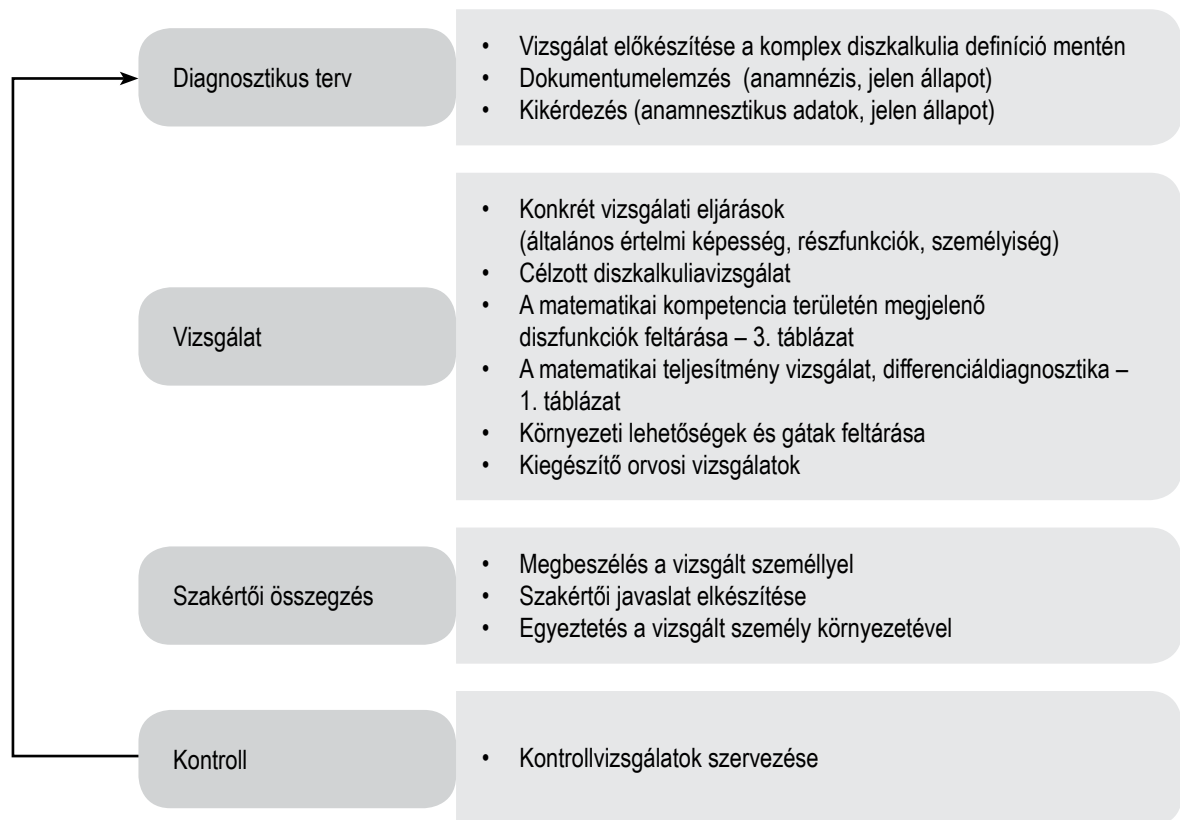 Diagnosztikus terv
• Vizsgálat előkészítése a komplex diszkalkulia definíció mentén
• Dokumentumelemzés (anamnézis, jelen állapot)
• Kikérdezés (anamnesztikus adatok, jelen állapot)
Vizsgálat
• Konkrét vizsgálati eljárások
(általános értelmi képesség, részfunkciók, személyiség)
• Célzott diszkalkuliavizsgálat
• A matematikai kompetencia területén megjelenő
diszfunkciók feltárása – 3. táblázat
• A matematikai teljesítmény vizsgálat, differenciáldiagnosztika –
1. táblázat
• Környezeti lehetőségek és gátak feltárása
• Kiegészítő orvosi vizsgálatok
Szakértői összegzés
• Megbeszélés a vizsgált személlyel
• Szakértői javaslat elkészítése
• Egyeztetés a vizsgált személy környezetével
Kontroll
• Kontrollvizsgálatok szervezése